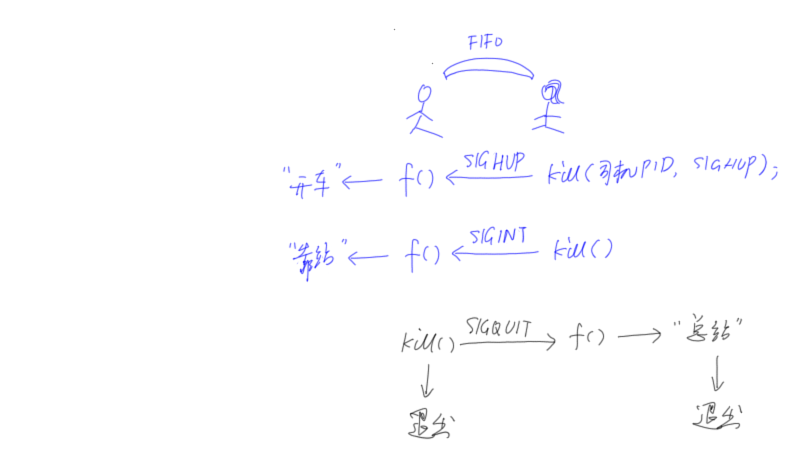 FIFO
"开车" ← f() ← SIGHUP kill(司机PID, SIGHUP);
"靠站" ← f() ← SIGINT kill()
kill() SIGQUIT → f() → "总站"
↓ ↓
退出 退出